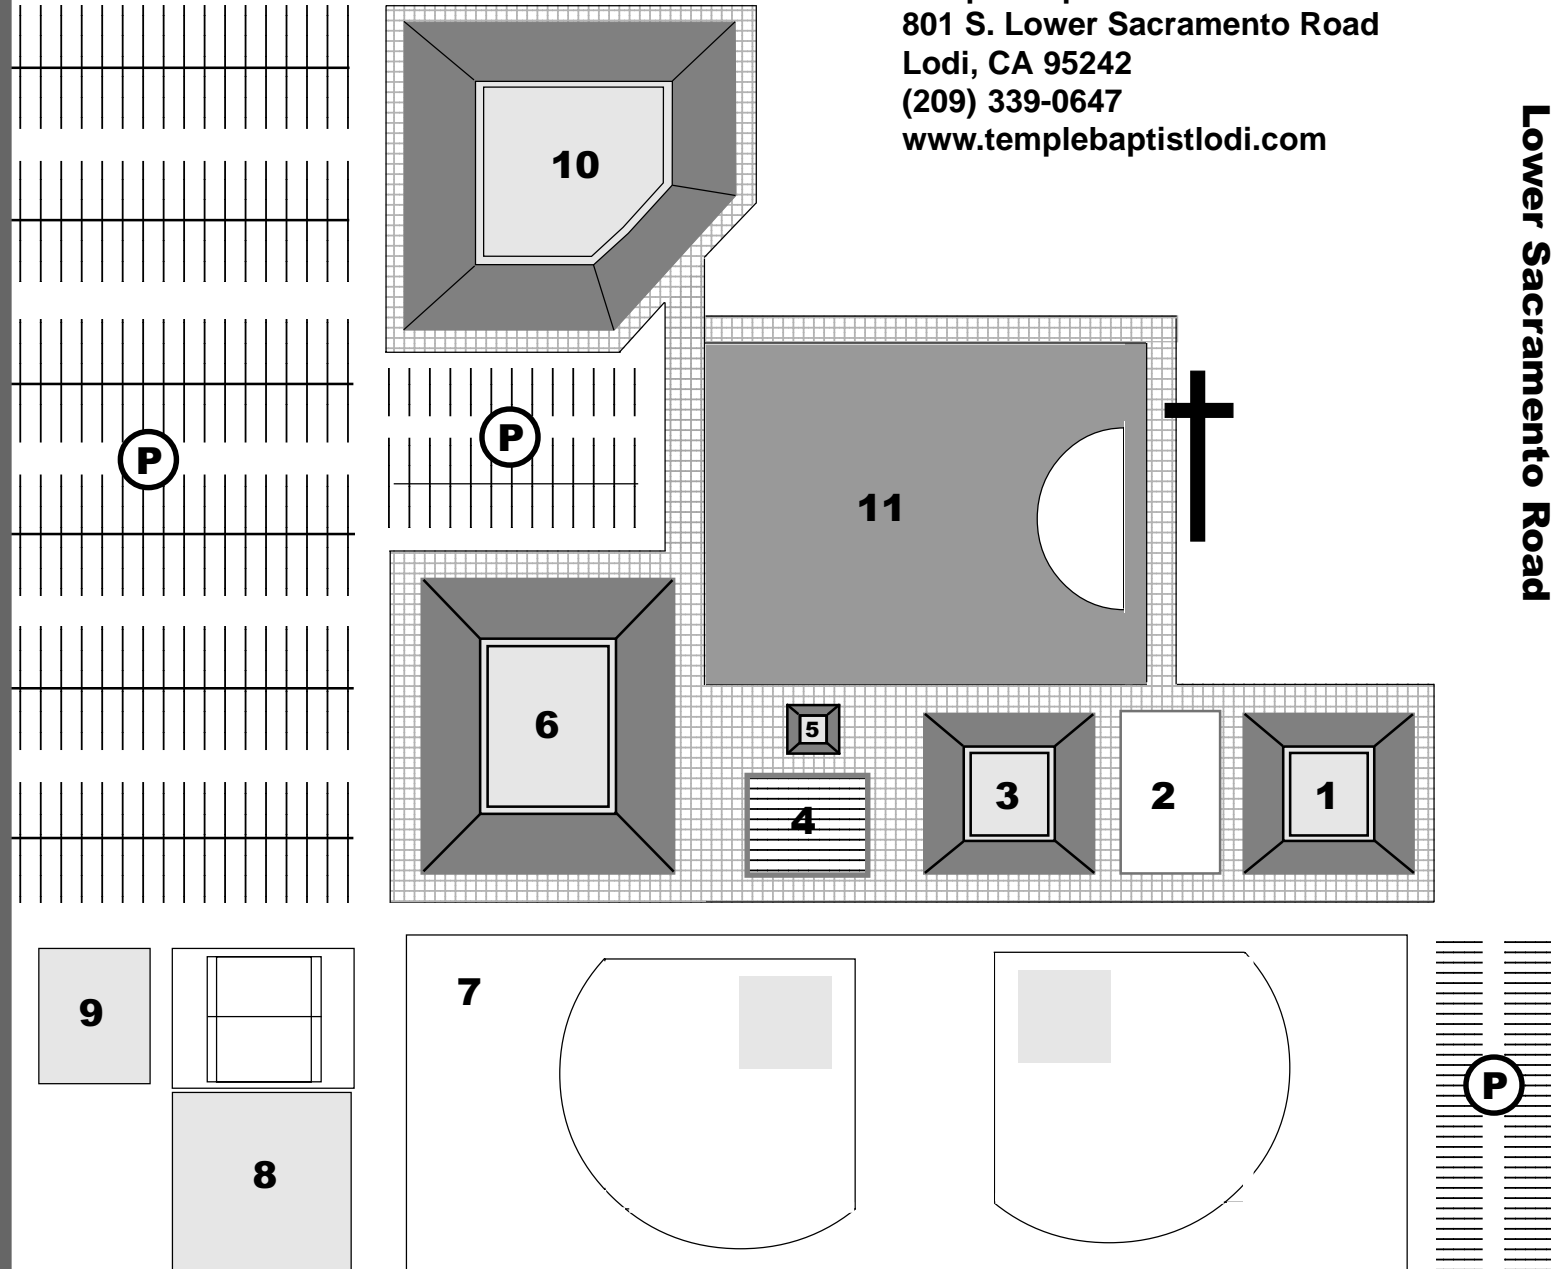 801 S. Lower Sacramento Road
Lodi, CA 95242
(209) 339-0647
www.templebaptistlodi.com
Lower Sacramento Road
10
P
P
11
6
5
4
3
2
1
7
9
8
P